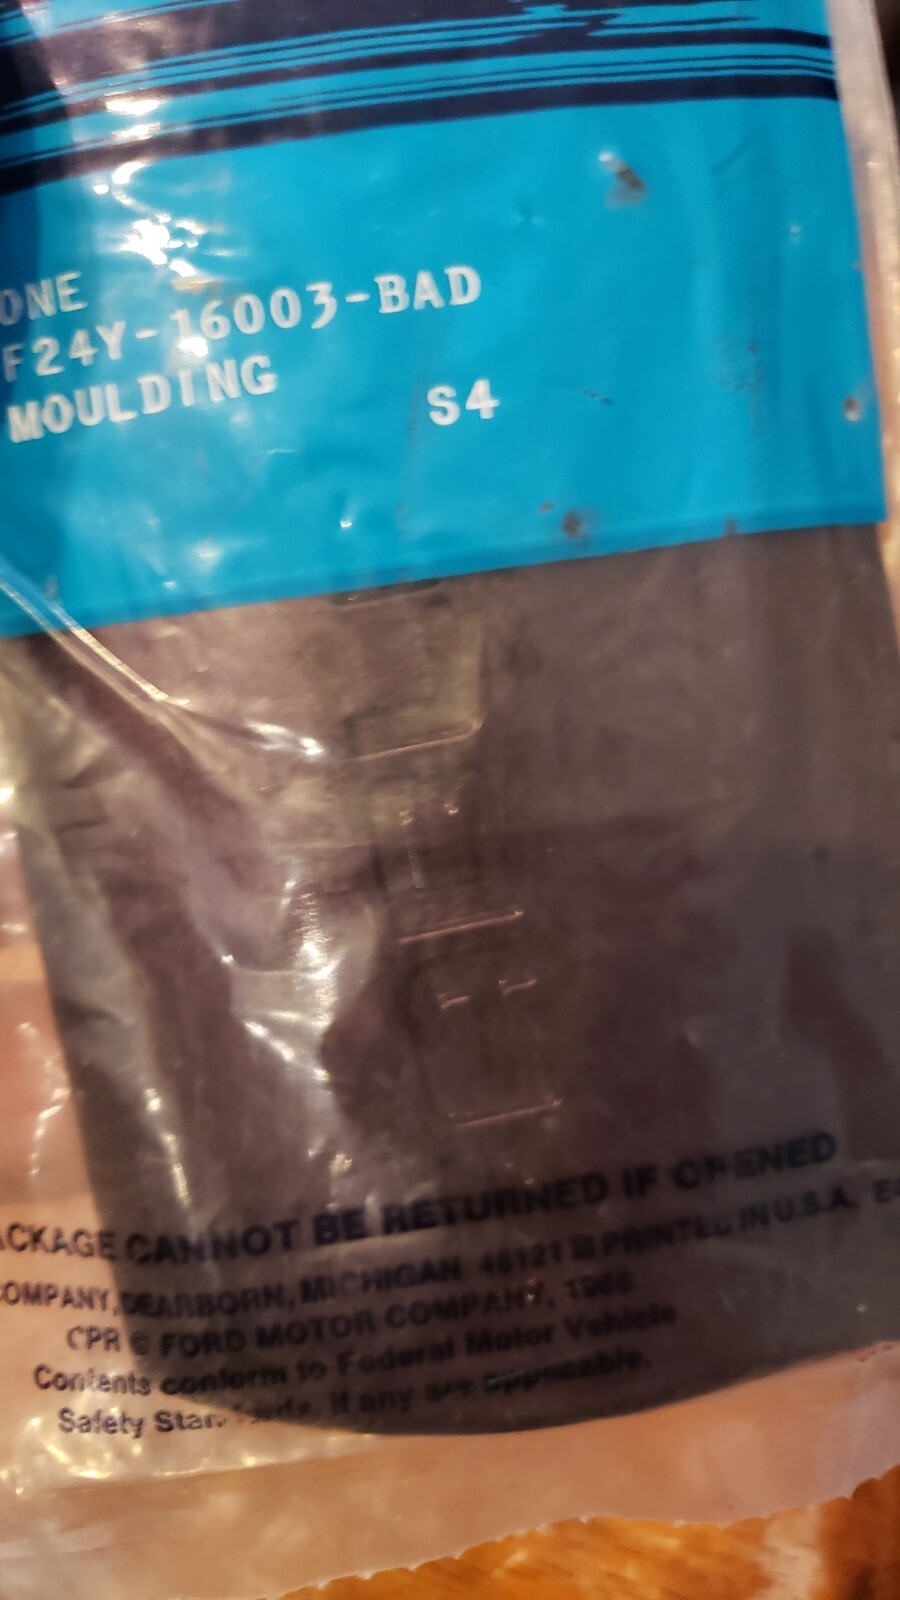 ONE
F24Y-16003-BAD
MOULDING
S4
ACKAGE CANNOT BE RETURNED IF OPENED
OMPANY, DEARBORN, MICHIGAN 48121 PRINTED IN U.S.A.
CPR © FORD MOTOR COMPANY,
Contents conform to Federal Motor Vehicle
Safety Standards, if any are applicable.